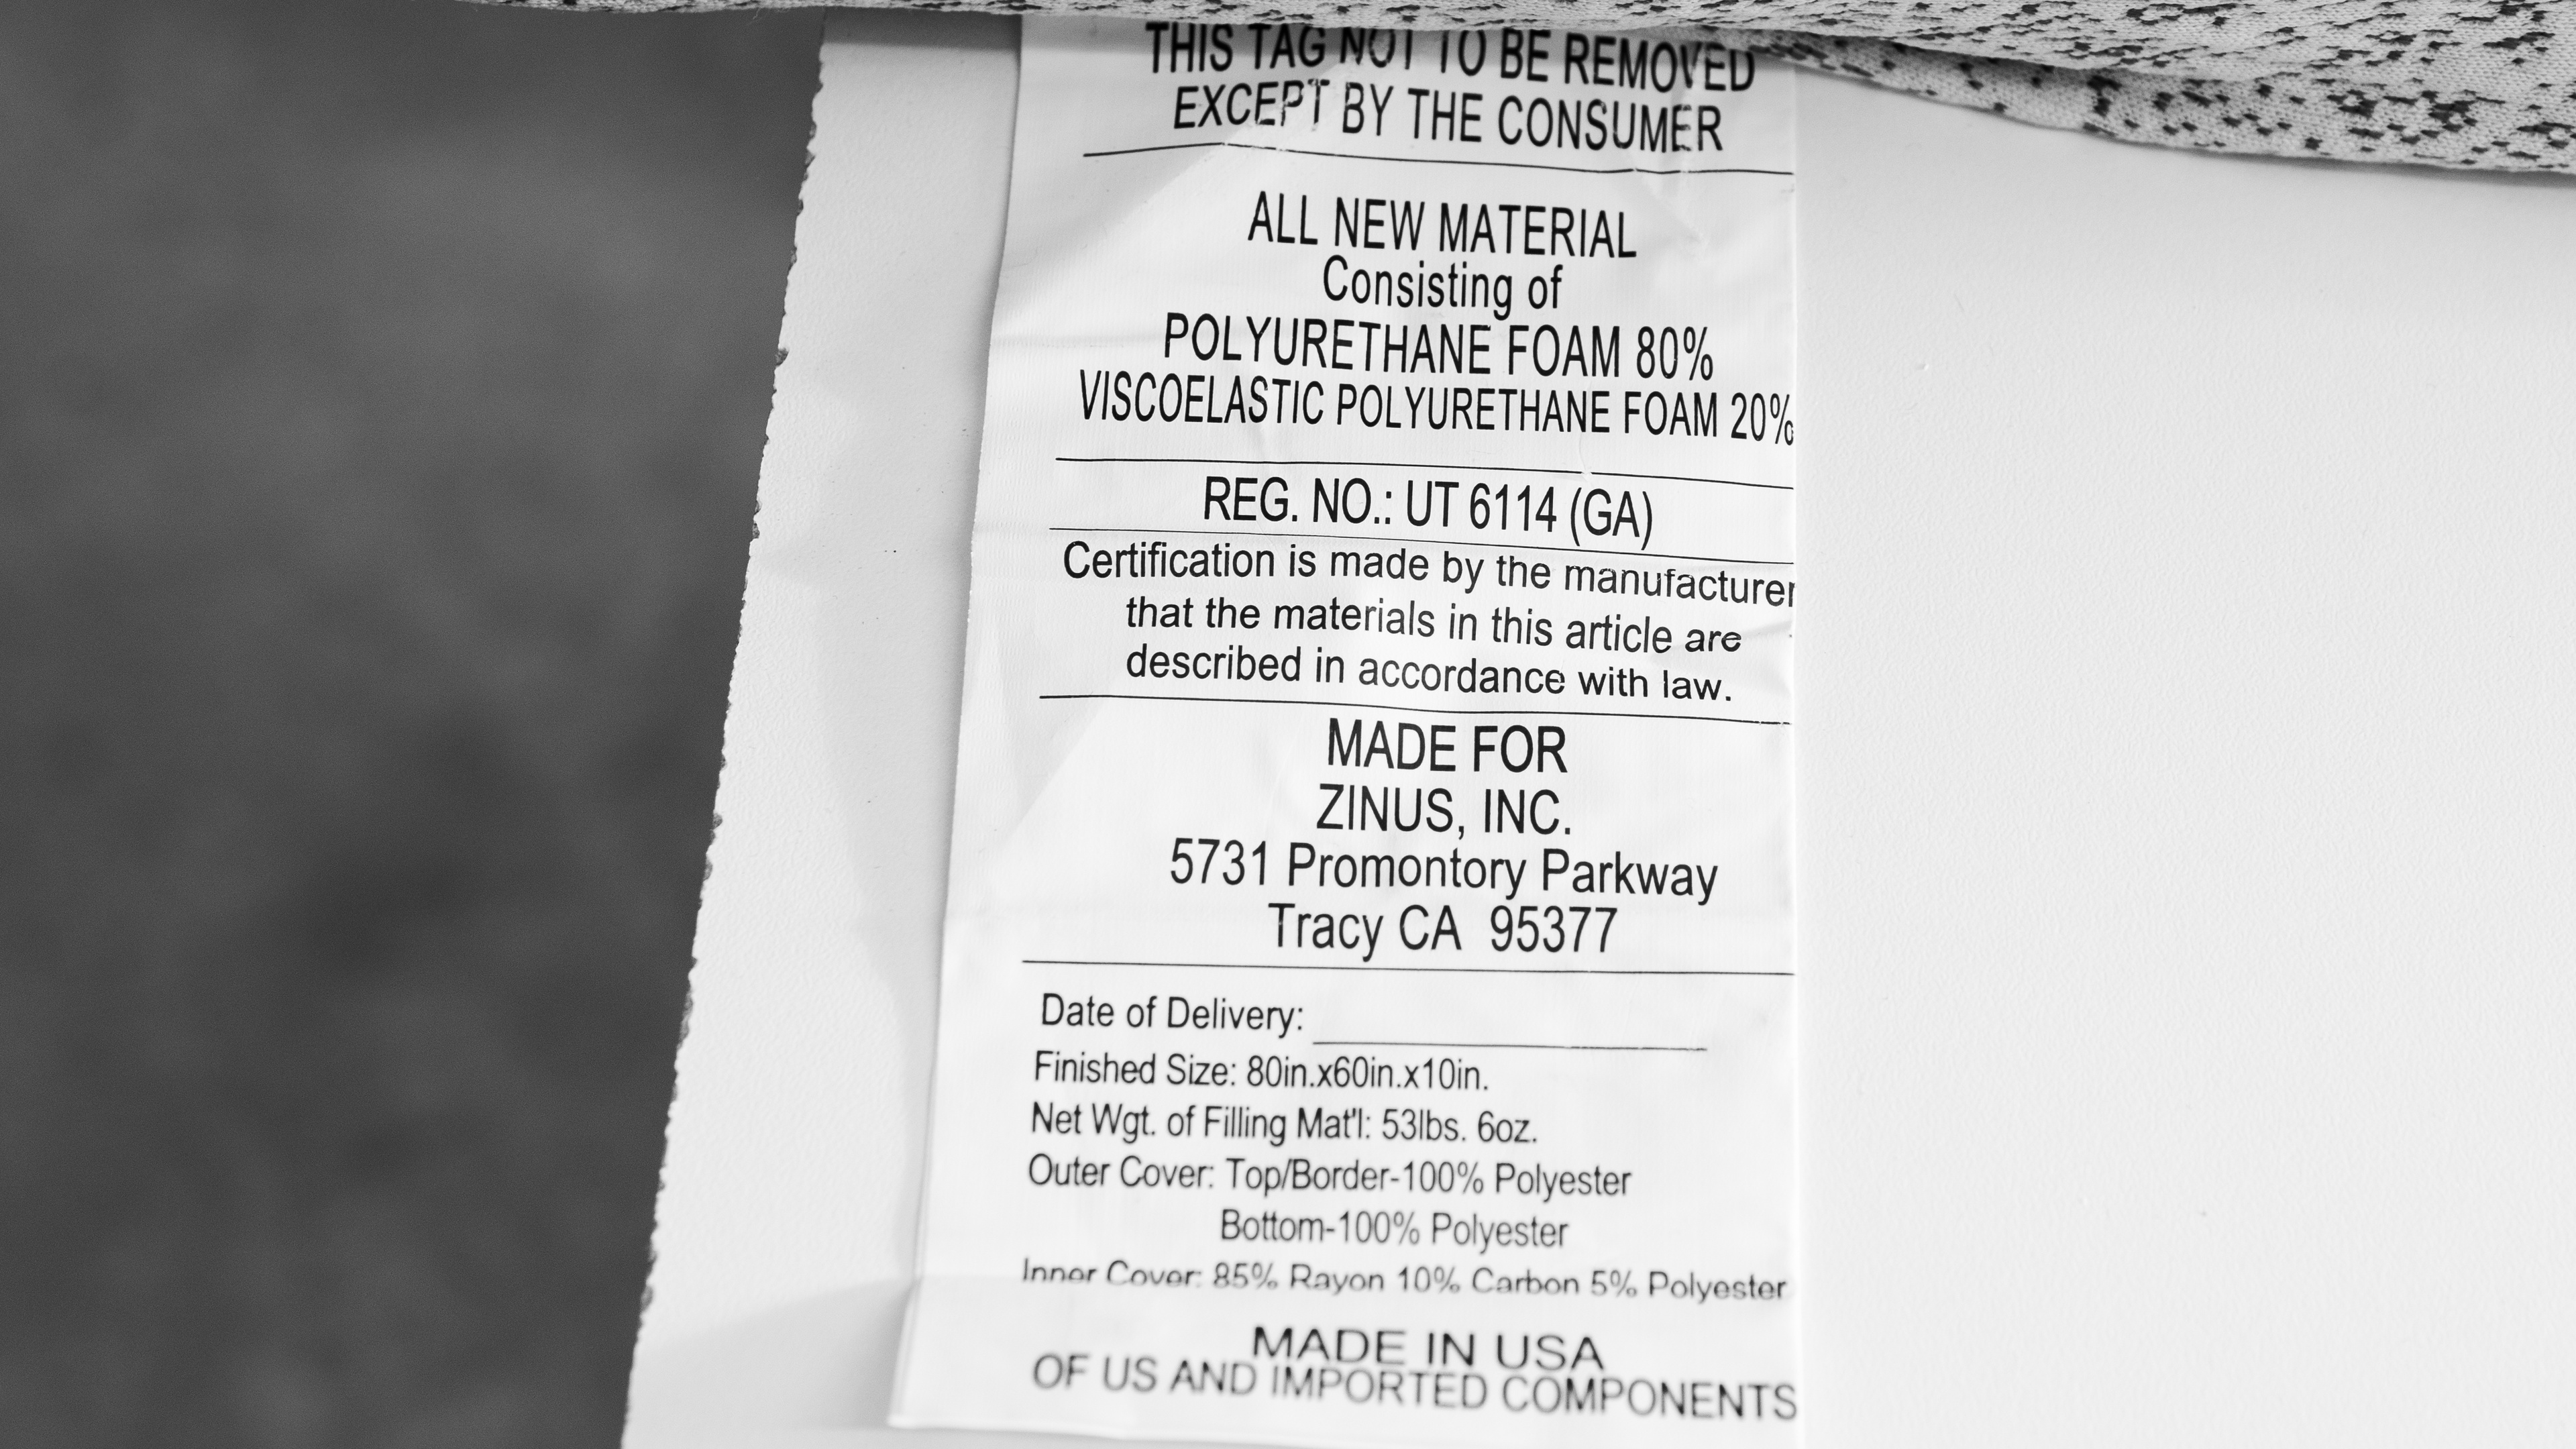 THIS TAG NOT TO BE REMOVED
EXCEPT BY THE CONSUMER
ALL NEW MATERIAL
Consisting of
POLYURETHANE FOAM 80%
VISCOELASTIC POLYURETHANE FOAM 20%
REG. NO.: UT 6114 (GA)
Certification is made by the manufacturer
that the materials in this article are
described in accordance with law.
MADE FOR
ZINUS, INC.
5731 Promontory Parkway
Tracy CA 95377
Date of Delivery:
Finished Size: 80in.x60in.x10in.
Net Wgt. of Filling Mat'l: 53lbs. 6oz.
Outer Cover: Top/Border-100% Polyester
Bottom-100% Polyester
Inner Cover: 85% Rayon 10% Carbon 5% Polyester
MADE IN USA
OF US AND IMPORTED COMPONENTS